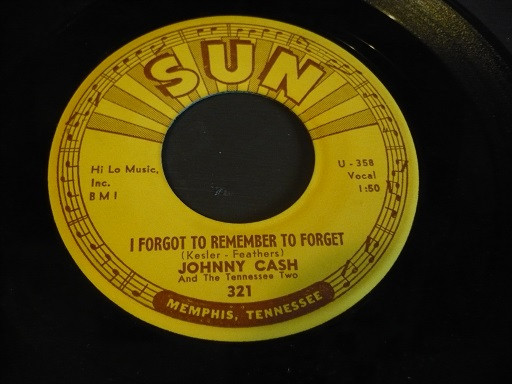 SUN
Hi Lo Music,
Inc.
BMI
U - 358
Vocal
1:50
I FORGOT TO REMEMBER TO FORGET
(Kesler - Feathers)
JOHNNY CASH
And The Tennessee Two
321
MEMPHIS, TENNESSEE